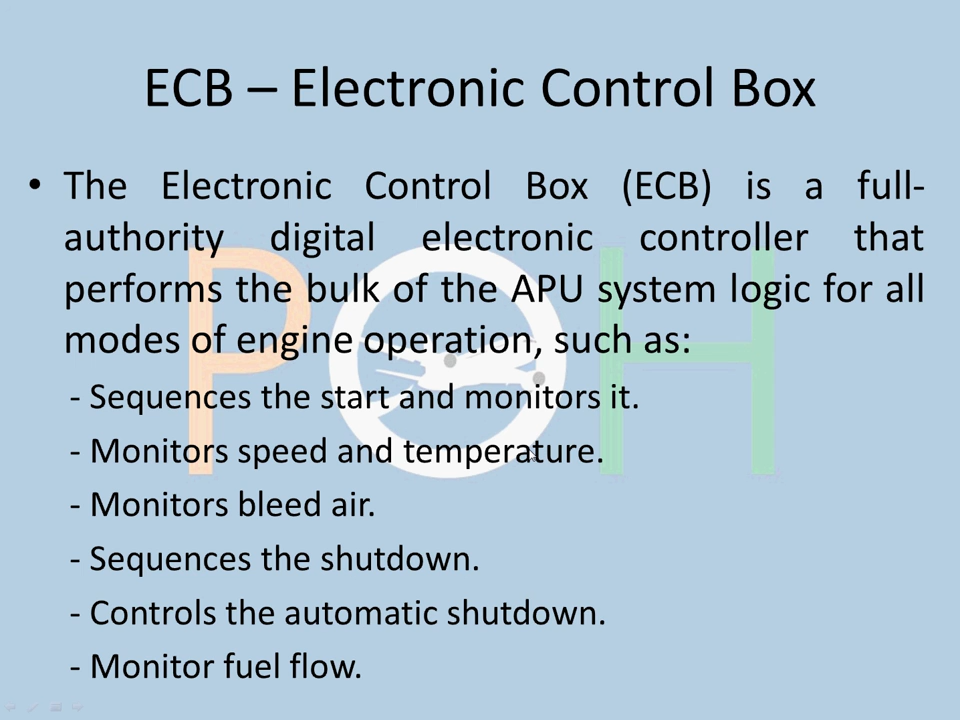 ECB – Electronic Control Box
• The Electronic Control Box (ECB) is a full-
authority digital electronic controller that
performs the bulk of the APU system logic for all
modes of engine operation, such as:
- Sequences the start and monitors it.
- Monitors speed and temperature.
- Monitors bleed air.
- Sequences the shutdown.
- Controls the automatic shutdown.
- Monitor fuel flow.
POH